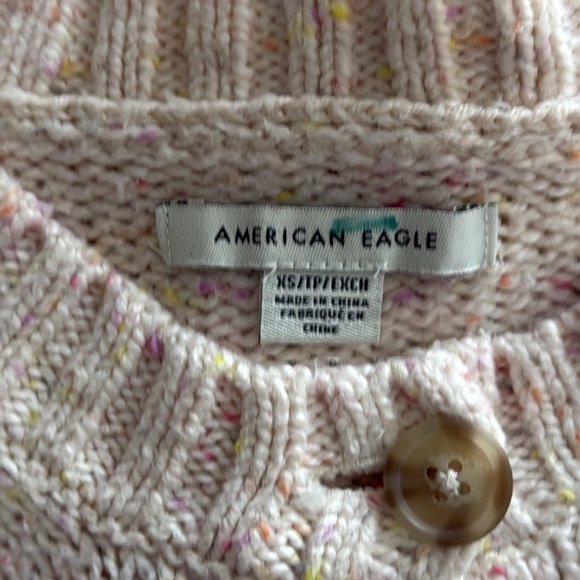 AMERICAN EAGLE
XS/TP/EXCH
MADE IN CHINA
FABRIQUÉ EN
CHINE